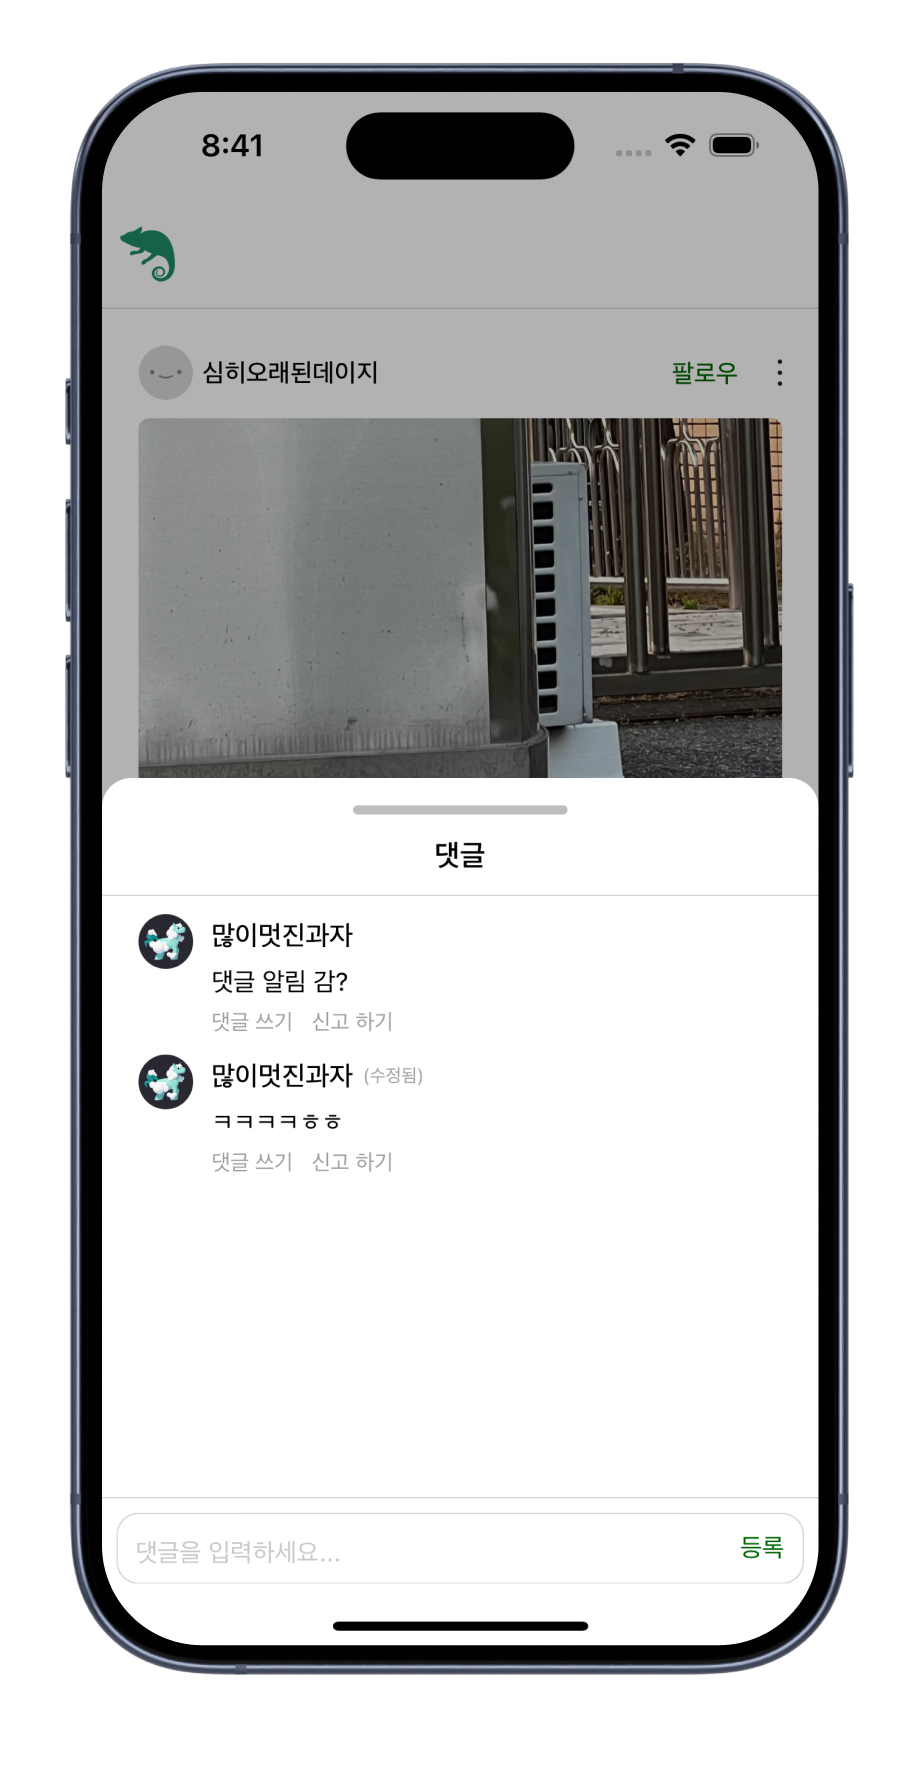 8:41
심히오래된데이지 팔로우
댓글
많이멋진과자
댓글 알림 감?
댓글 쓰기 신고 하기
많이멋진과자 (수정됨)
ㅋㅋㅋㅋㅎㅎ
댓글 쓰기 신고 하기
댓글을 입력하세요... 등록